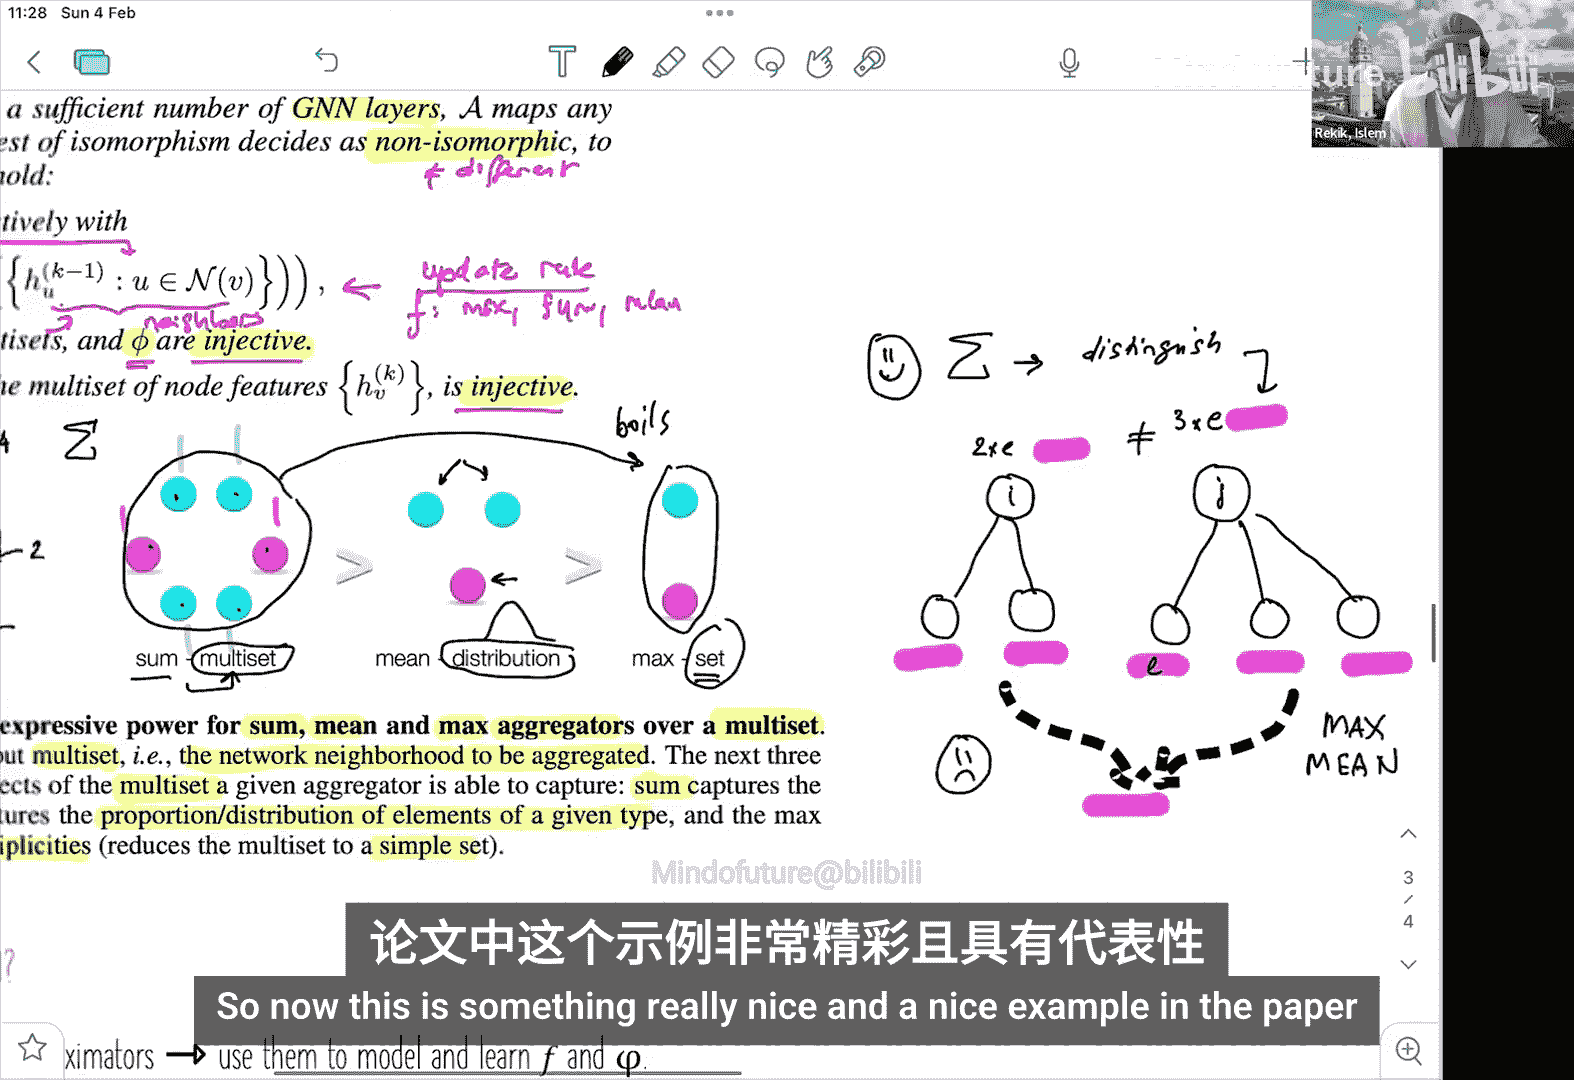 11:28 Sun 4 Feb
ture bilibili
Rekik, Islem
a sufficient number of GNN layers, A maps any
est of isomorphism decides as non-isomorphic, to
different
nold:
tively with
{h_u^{(k−1)} : u ∈ N(v)})) ,
update rule
f: max, sum, mean
neighbors
tisets, and ϕ are injective.
he multiset of node features {h_v^{(k)}}, is injective.
Σ → distinguish
boils
Σ
2xe ≠ 3xe
i j
2
> >
sum - multiset mean - distribution max - set
e
expressive power for sum, mean and max aggregators over a multiset.
out multiset, i.e., the network neighborhood to be aggregated. The next three
ects of the multiset a given aggregator is able to capture: sum captures the
tures the proportion/distribution of elements of a given type, and the max
iplicities (reduces the multiset to a simple set).
MAX
MEAN
Mindofuture@bilibili
3
/
4
论文中这个示例非常精彩且具有代表性
?
So now this is something really nice and a nice example in the paper
ximators → use them to model and learn f and φ.